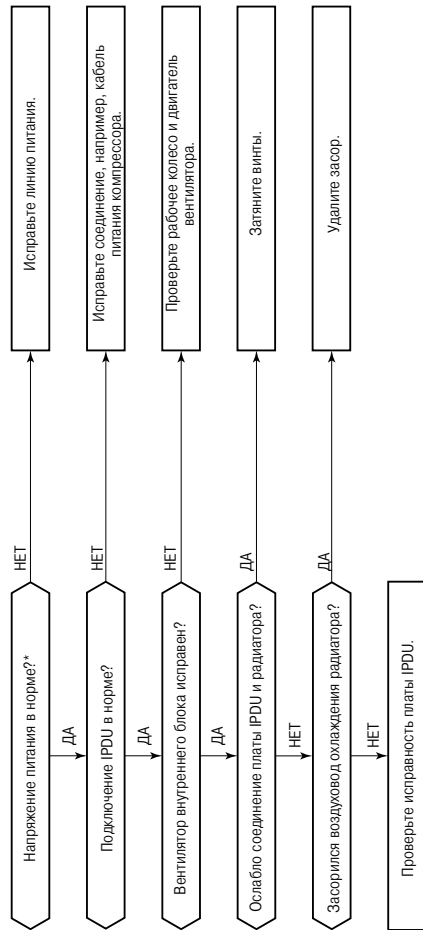 Напряжение питания в норме?*
НЕТ
Исправьте линию питания.
ДА
Подключение IPDU в норме?
НЕТ
Исправьте соединение, например, кабель
питания компрессора.
ДА
Вентилятор внутреннего блока исправен?
НЕТ
Проверьте рабочее колесо и двигатель
вентилятора.
ДА
Ослабло соединение платы IPDU и радиатора?
ДА
Затяните винты.
НЕТ
Засорился воздуховод охлаждения радиатора?
ДА
Удалите засор.
НЕТ
Проверьте исправность платы IPDU.